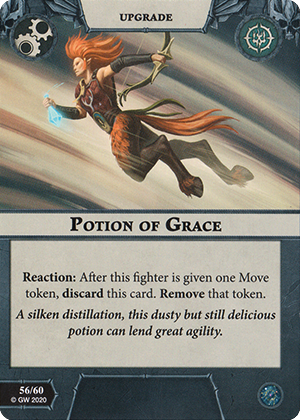 UPGRADE
POTION OF GRACE
Reaction: After this fighter is given one Move
token, discard this card. Remove that token.
A silken distillation, this dusty but still delicious
potion can lend great agility.
56/60
© GW 2020